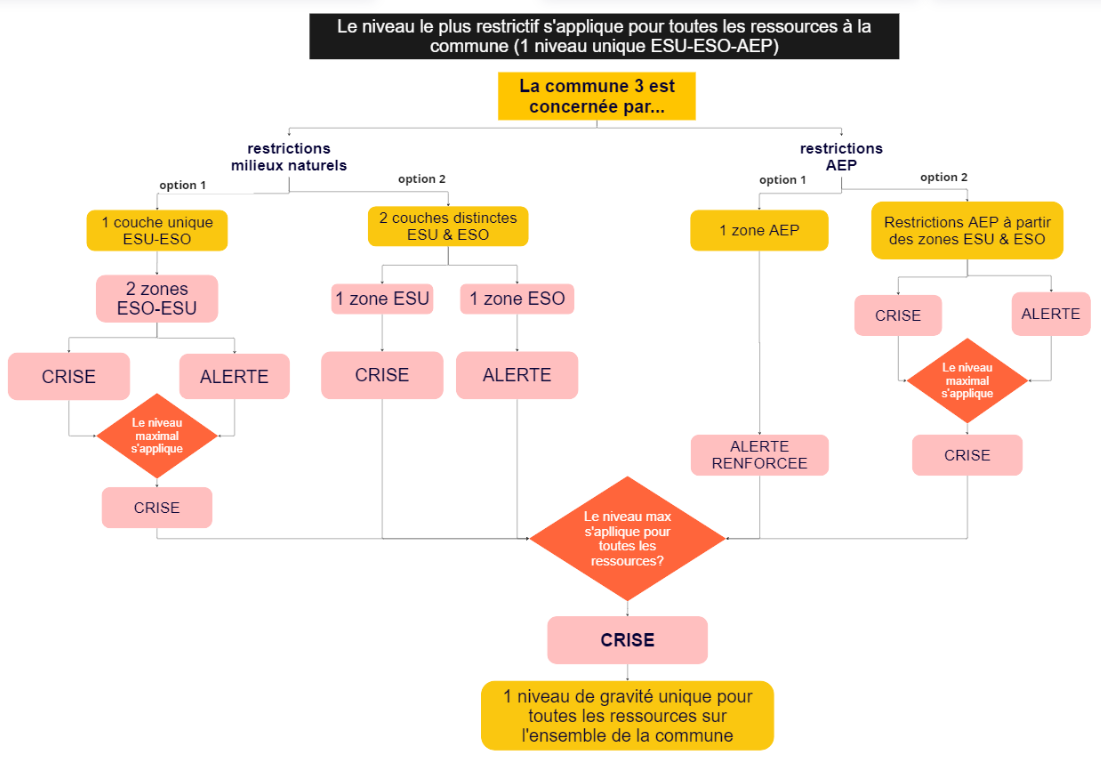 Le niveau le plus restrictif s'applique pour toutes les ressources à la
commune (1 niveau unique ESU-ESO-AEP)
La commune 3 est
concernée par...
restrictions
milieux naturels
restrictions
AEP
option 1
option 2
option 1
option 2
1 couche unique
ESU-ESO
2 couches distinctes
ESU & ESO
1 zone AEP
Restrictions AEP à partir
des zones ESU & ESO
2 zones
ESO-ESU
1 zone ESU
1 zone ESO
CRISE
ALERTE
CRISE
ALERTE
CRISE
ALERTE
Le niveau
maximal
s'applique
Le niveau
maximal
s'applique
ALERTE
RENFORCEE
CRISE
CRISE
Le niveau max
s'apllique pour
toutes les
ressources?
CRISE
1 niveau de gravité unique pour
toutes les ressources sur
l'ensemble de la commune